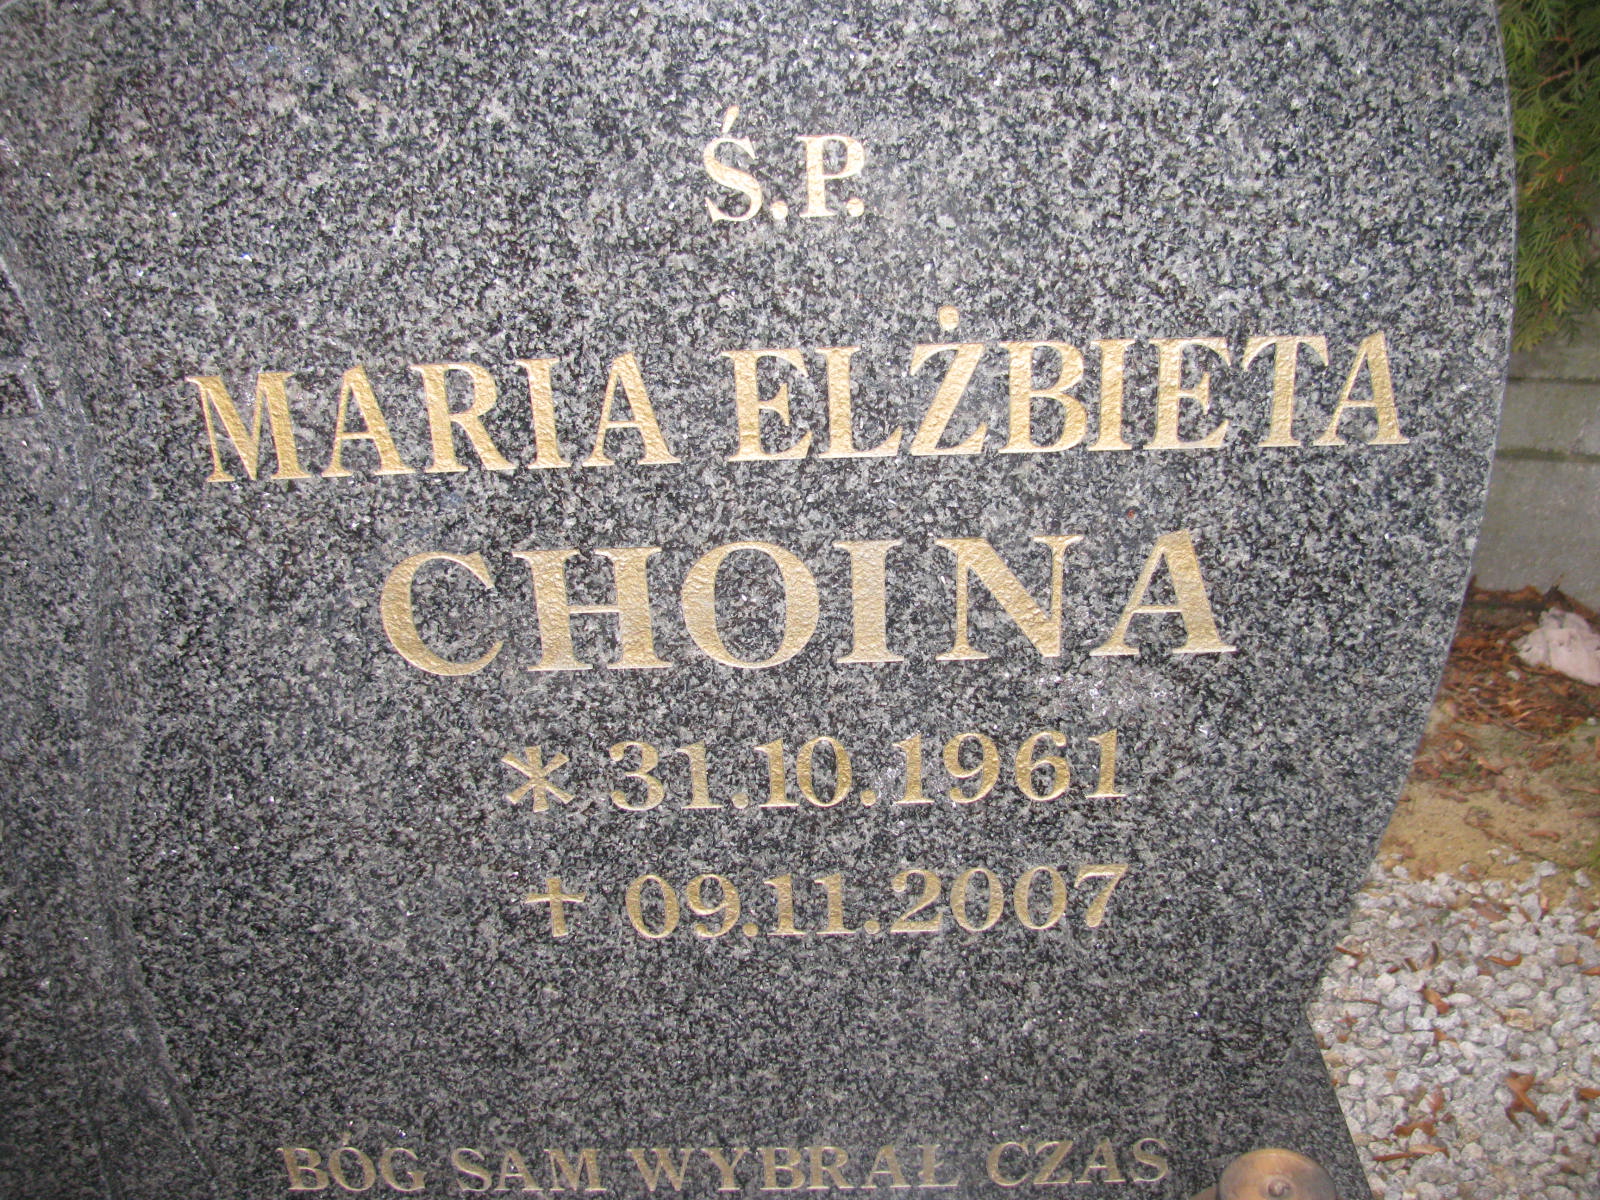 Ś.P.
MARIA ELŻBIETA
CHOINA
* 31.10.1961
† 09.11.2007
BÓG SAM WYBRAŁ CZAS